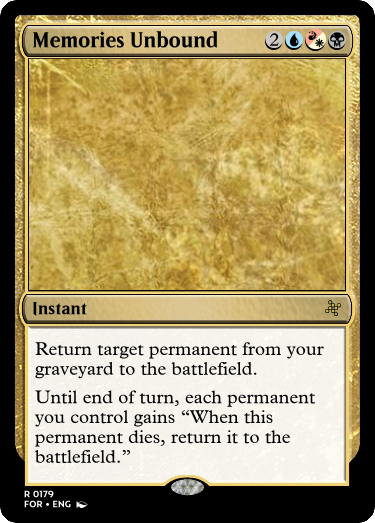 Memories Unbound 2
Instant
Return target permanent from your
graveyard to the battlefield.
Until end of turn, each permanent
you control gains “When this
permanent dies, return it to the
battlefield.”
R 0179
FOR • ENG